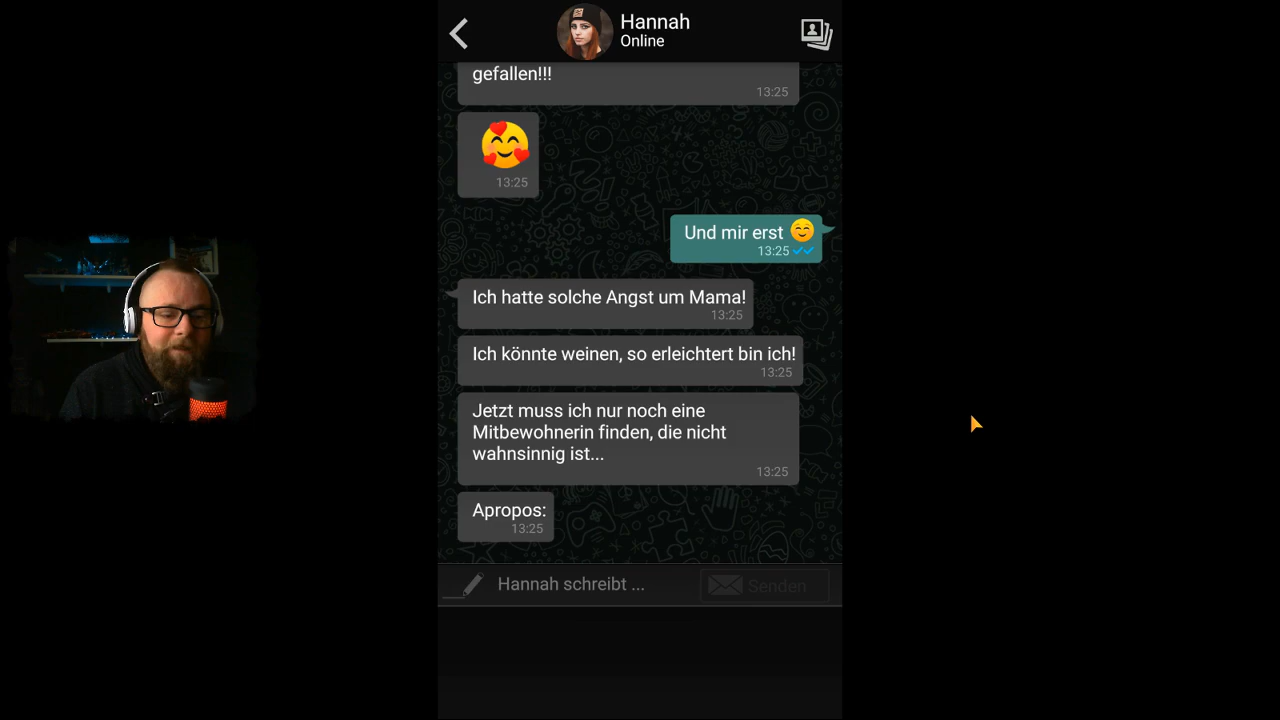 Hannah
Online
gefallen!!!
13:25
13:25
Und mir erst 😊
13:25
Ich hatte solche Angst um Mama!
13:25
Ich könnte weinen, so erleichtert bin ich!
13:25
Jetzt muss ich nur noch eine
Mitbewohnerin finden, die nicht
wahnsinnig ist...
13:25
Apropos:
13:25
Hannah schreibt ...
Senden